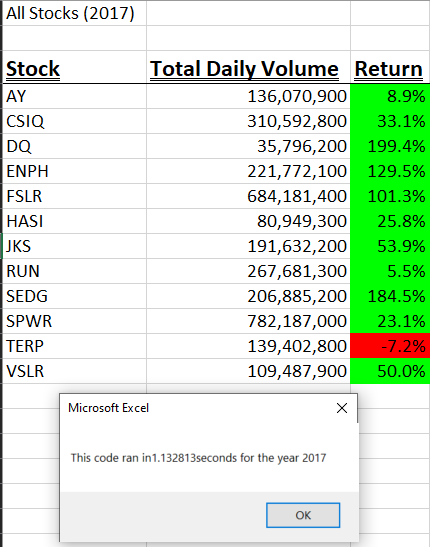 All Stocks (2017)
Stock Total Daily Volume Return
AY 136,070,900 8.9%
CSIQ 310,592,800 33.1%
DQ 35,796,200 199.4%
ENPH 221,772,100 129.5%
FSLR 684,181,400 101.3%
HASI 80,949,300 25.8%
JKS 191,632,200 53.9%
RUN 267,681,300 5.5%
SEDG 206,885,200 184.5%
SPWR 782,187,000 23.1%
TERP 139,402,800 -7.2%
VSLR 109,487,900 50.0%
Microsoft Excel
This code ran in1.132813seconds for the year 2017
OK